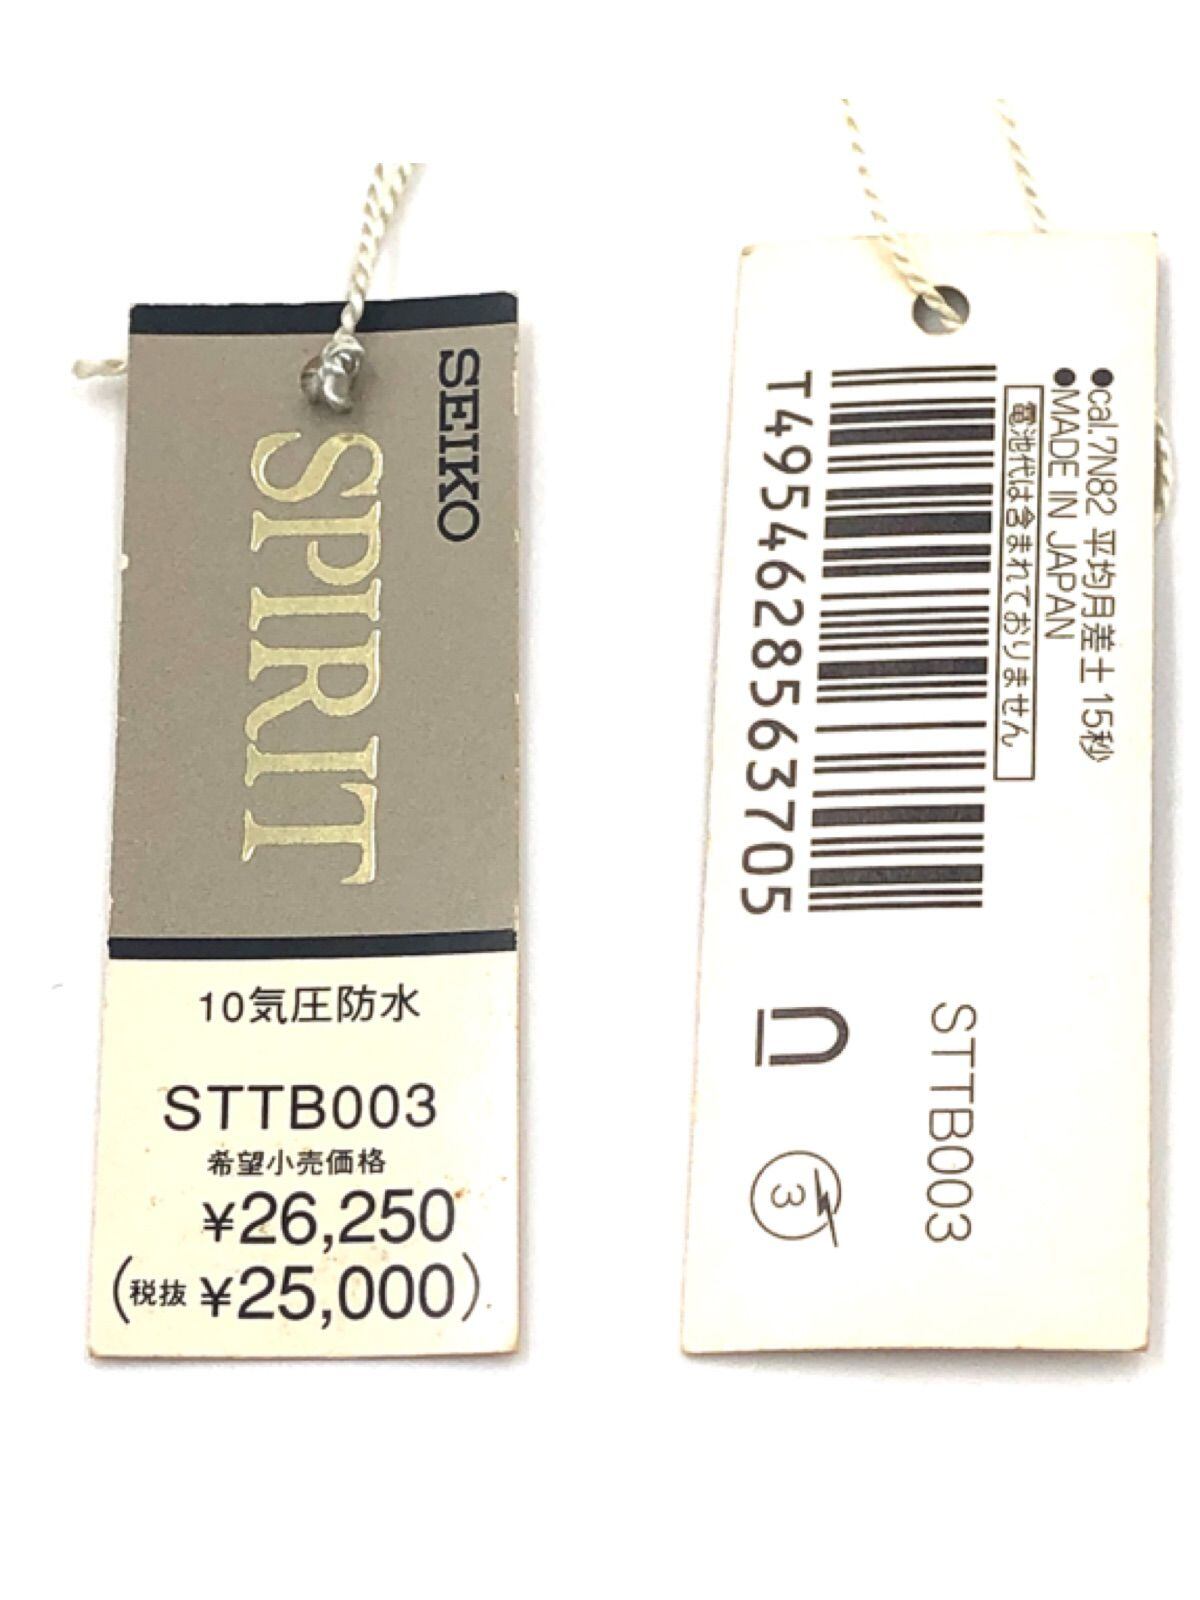 SEIKO
SPIRIT
10気圧防水
STTB003
希望小売価格
¥26,250
(税抜 ¥25,000)
●cal.7N82 平均月差±15秒
●MADE IN JAPAN
電池代は含まれておりません
T4954628563705
STTB003
3